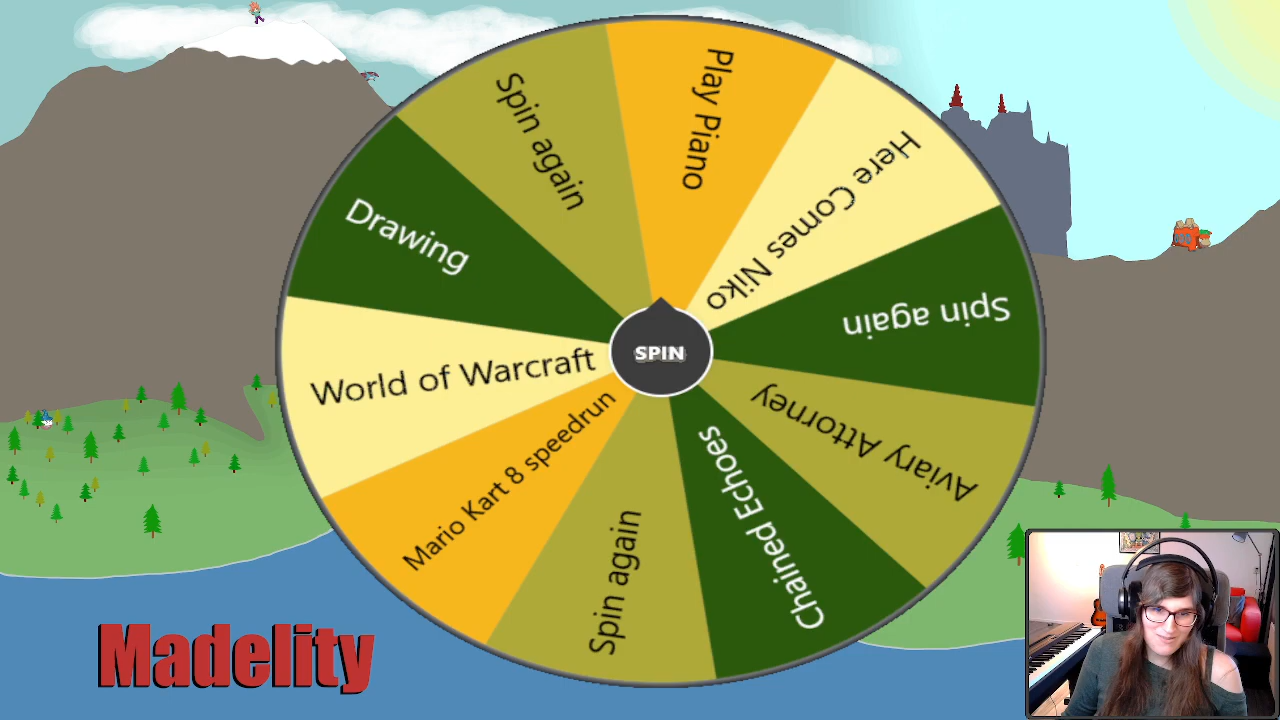 Play Piano
Here Comes Niko
Spin again
Aviary Attorney
Chained Echoes
Spin again
Mario Kart 8 speedrun
World of Warcraft
Drawing
Spin again
SPIN
Madelity